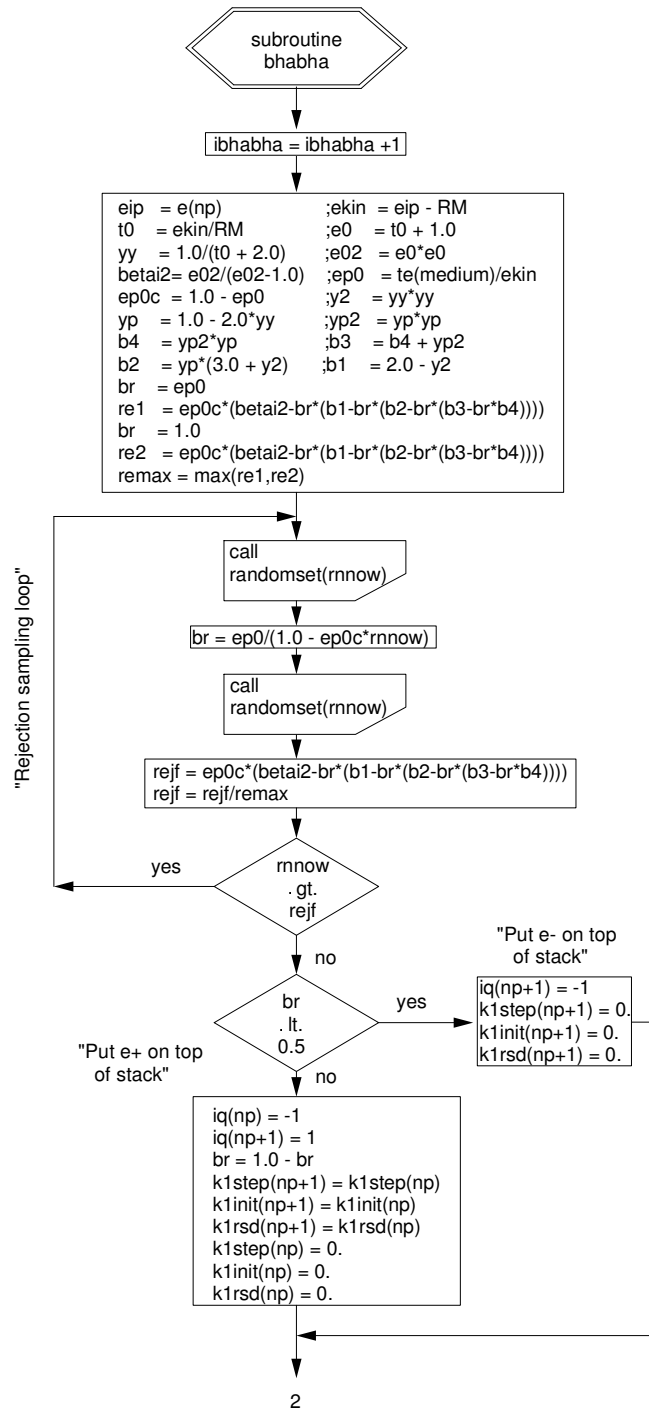 subroutine
bhabha
ibhabha = ibhabha +1
eip = e(np) ;ekin = eip - RM
t0 = ekin/RM ;e0 = t0 + 1.0
yy = 1.0/(t0 + 2.0) ;e02 = e0*e0
betai2= e02/(e02-1.0) ;ep0 = te(medium)/ekin
ep0c = 1.0 - ep0 ;y2 = yy*yy
yp = 1.0 - 2.0*yy ;yp2 = yp*yp
b4 = yp2*yp ;b3 = b4 + yp2
b2 = yp*(3.0 + y2) ;b1 = 2.0 - y2
br = ep0
re1 = ep0c*(betai2-br*(b1-br*(b2-br*(b3-br*b4))))
br = 1.0
re2 = ep0c*(betai2-br*(b1-br*(b2-br*(b3-br*b4))))
remax = max(re1,re2)
"Rejection sampling loop"
call
randomset(rnnow)
br = ep0/(1.0 - ep0c*rnnow)
call
randomset(rnnow)
rejf = ep0c*(betai2-br*(b1-br*(b2-br*(b3-br*b4))))
rejf = rejf/remax
yes
rnnow
.gt.
rejf
no
"Put e- on top
of stack"
br
.lt.
0.5
yes
iq(np+1) = -1
k1step(np+1) = 0.
k1init(np+1) = 0.
k1rsd(np+1) = 0.
"Put e+ on top
of stack"
no
iq(np) = -1
iq(np+1) = 1
br = 1.0 - br
k1step(np+1) = k1step(np)
k1init(np+1) = k1init(np)
k1rsd(np+1) = k1rsd(np)
k1step(np) = 0.
k1init(np) = 0.
k1rsd(np) = 0.
2